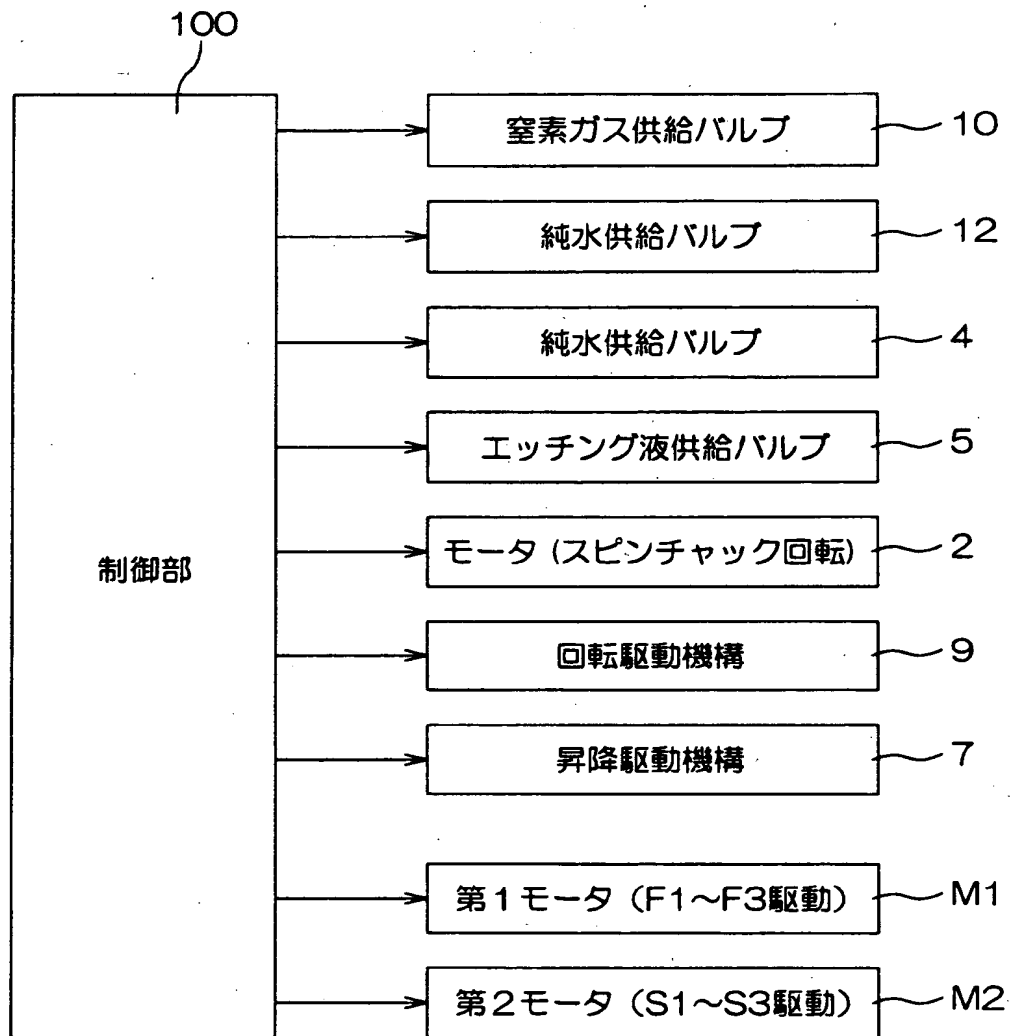 100
窒素ガス供給バルブ 10
純水供給バルブ 12
純水供給バルブ 4
エッチング液供給バルブ 5
制御部
モータ（スピンチャック回転） 2
回転駆動機構 9
昇降駆動機構 7
第1モータ（F1〜F3駆動） M1
第2モータ（S1〜S3駆動） M2